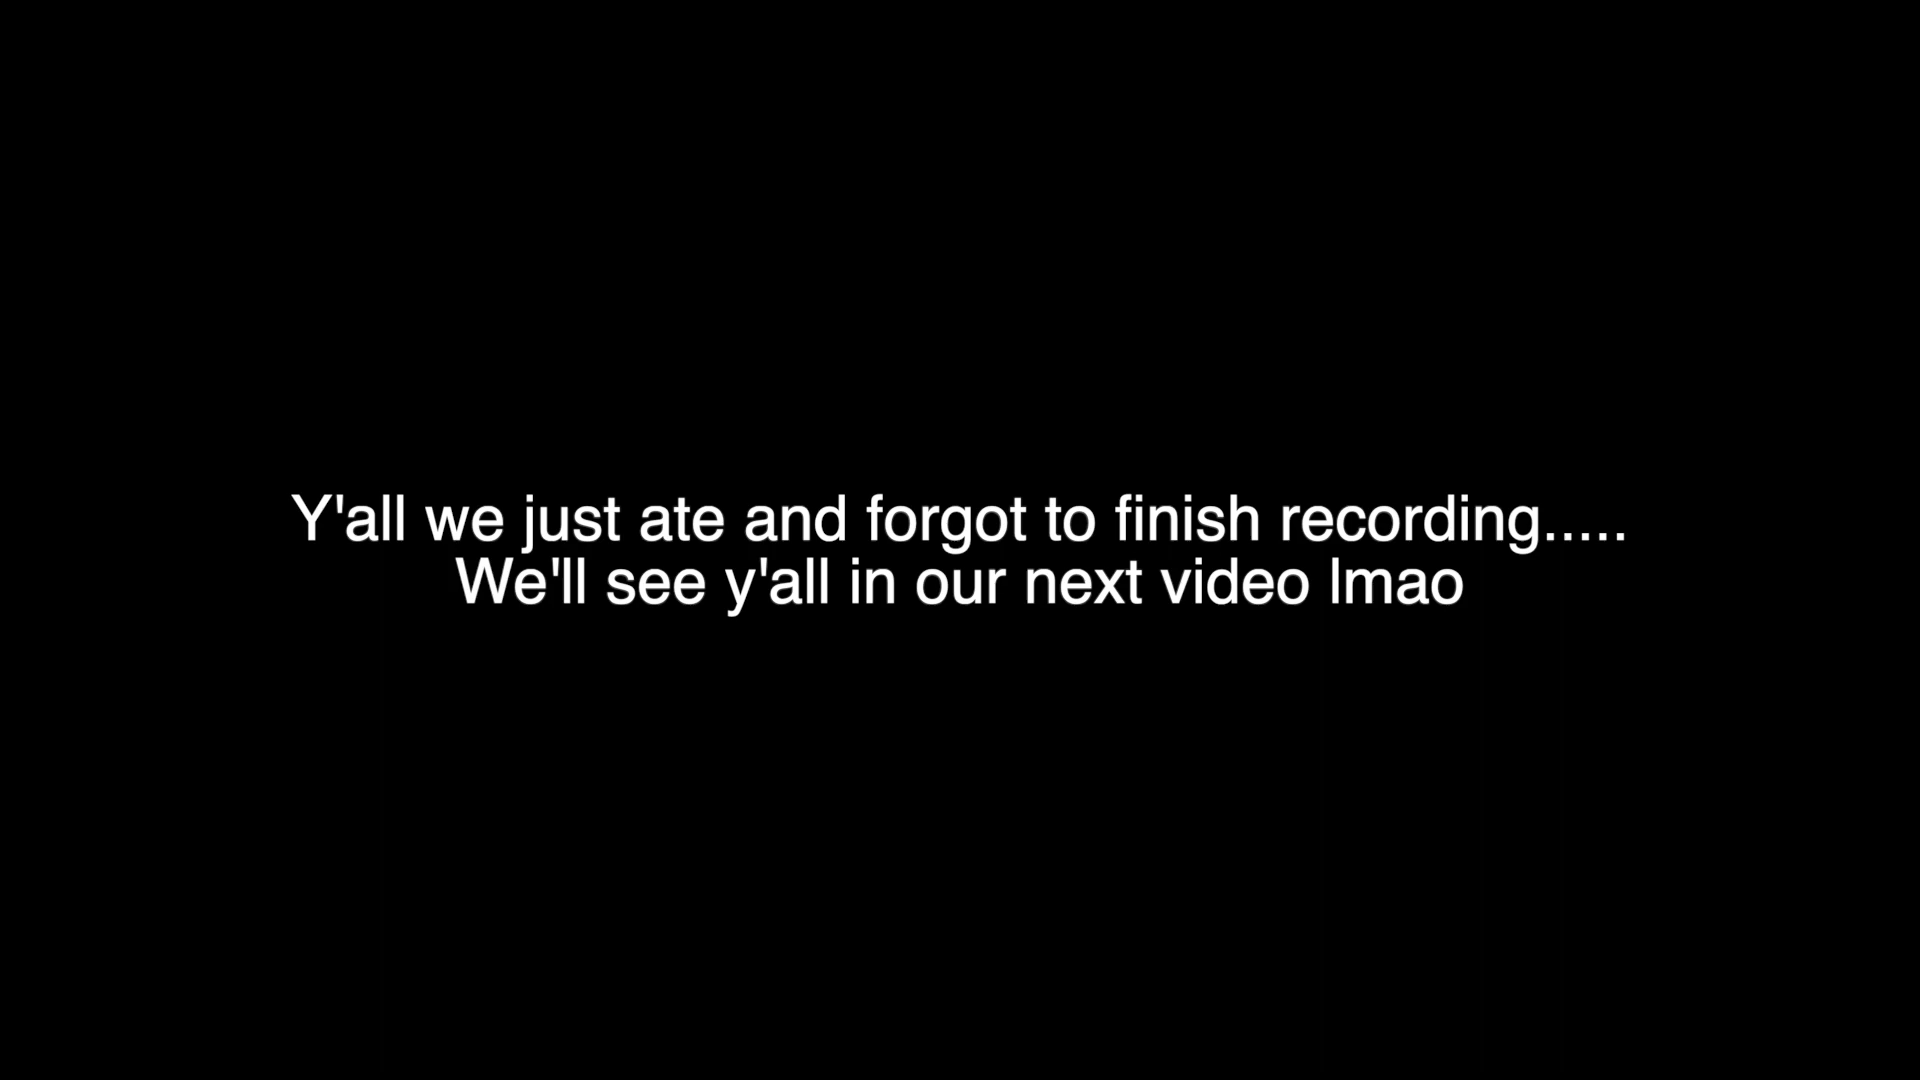 Y'all we just ate and forgot to finish recording.....
We'll see y'all in our next video lmao